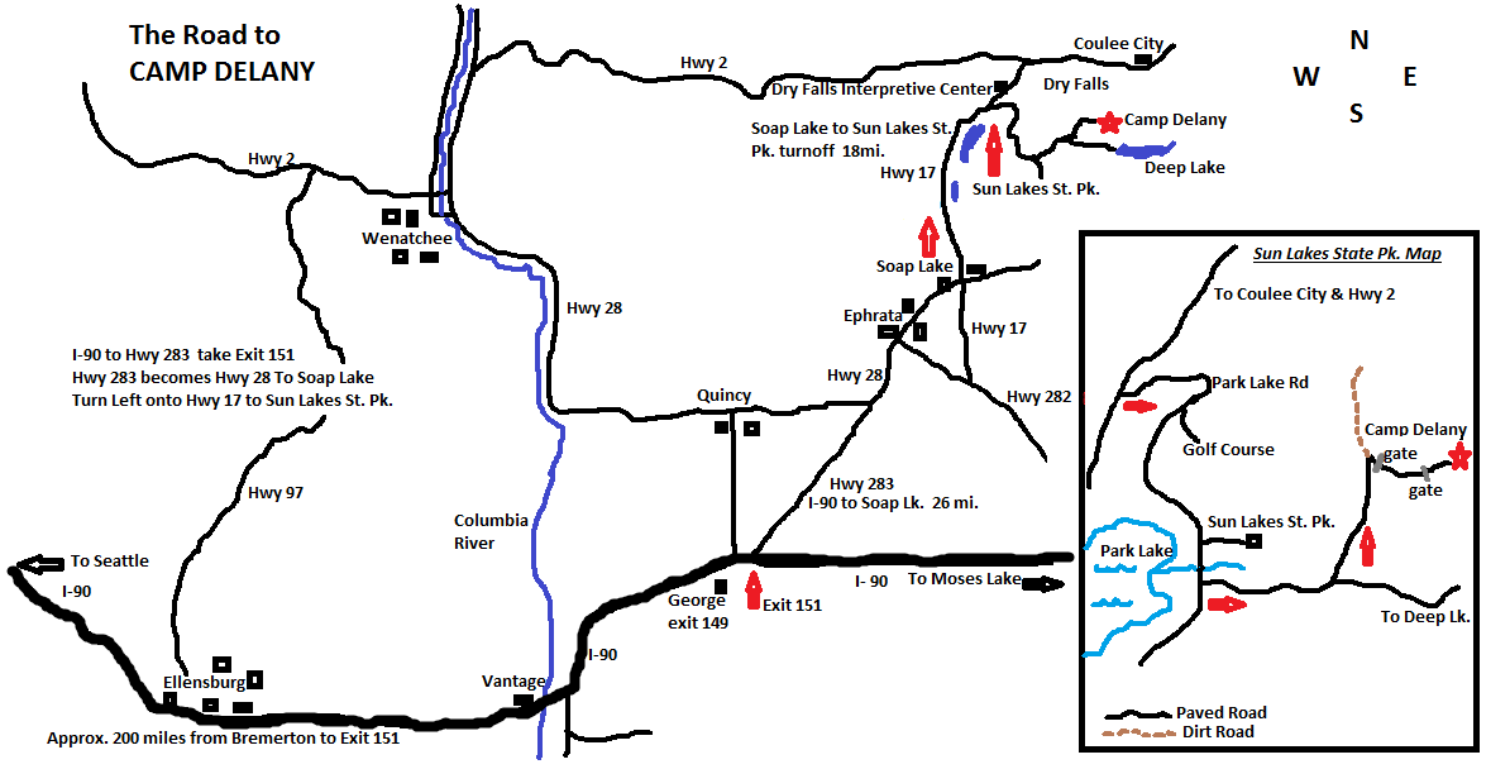 The Road to
CAMP DELANY
N
W E
S
Coulee City
Hwy 2
Dry Falls Interpretive Center
Dry Falls
Soap Lake to Sun Lakes St.
Pk. turnoff 18mi.
Camp Delany
Deep Lake
Hwy 17
Sun Lakes St. Pk.
Hwy 2
Wenatchee
Soap Lake
Hwy 28
Ephrata
Hwy 17
I-90 to Hwy 283 take Exit 151
Hwy 283 becomes Hwy 28 To Soap Lake
Turn Left onto Hwy 17 to Sun Lakes St. Pk.
Hwy 28
Quincy
Hwy 282
Hwy 97
Hwy 283
I-90 to Soap Lk. 26 mi.
Columbia
River
To Seattle
I-90
I- 90
To Moses Lake
George
exit 149
Exit 151
I-90
Ellensburg
Vantage
Approx. 200 miles from Bremerton to Exit 151
Sun Lakes State Pk. Map
To Coulee City & Hwy 2
Park Lake Rd
Golf Course
Camp Delany
gate
gate
Sun Lakes St. Pk.
Park Lake
To Deep Lk.
Paved Road
Dirt Road